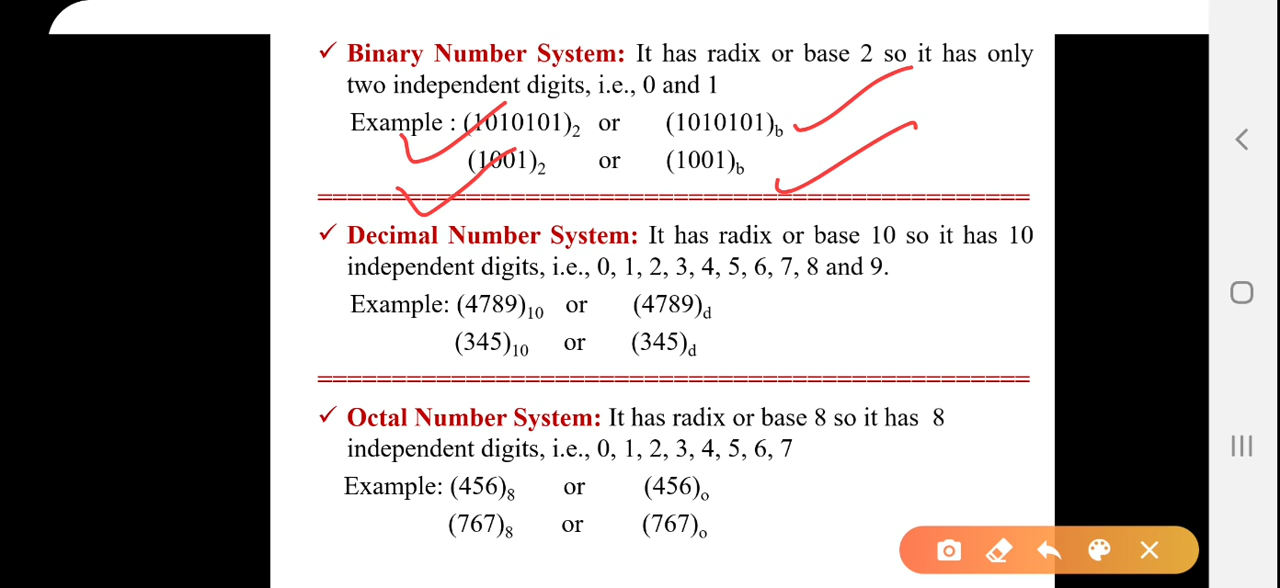 ✓ Binary Number System: It has radix or base 2 so it has only
two independent digits, i.e., 0 and 1
Example : (1010101)₂ or (1010101)b
(1001)₂ or (1001)b
✓ Decimal Number System: It has radix or base 10 so it has 10
independent digits, i.e., 0, 1, 2, 3, 4, 5, 6, 7, 8 and 9.
Example: (4789)₁₀ or (4789)d
(345)₁₀ or (345)d
✓ Octal Number System: It has radix or base 8 so it has 8
independent digits, i.e., 0, 1, 2, 3, 4, 5, 6, 7
Example: (456)₈ or (456)ₒ
(767)₈ or (767)ₒ